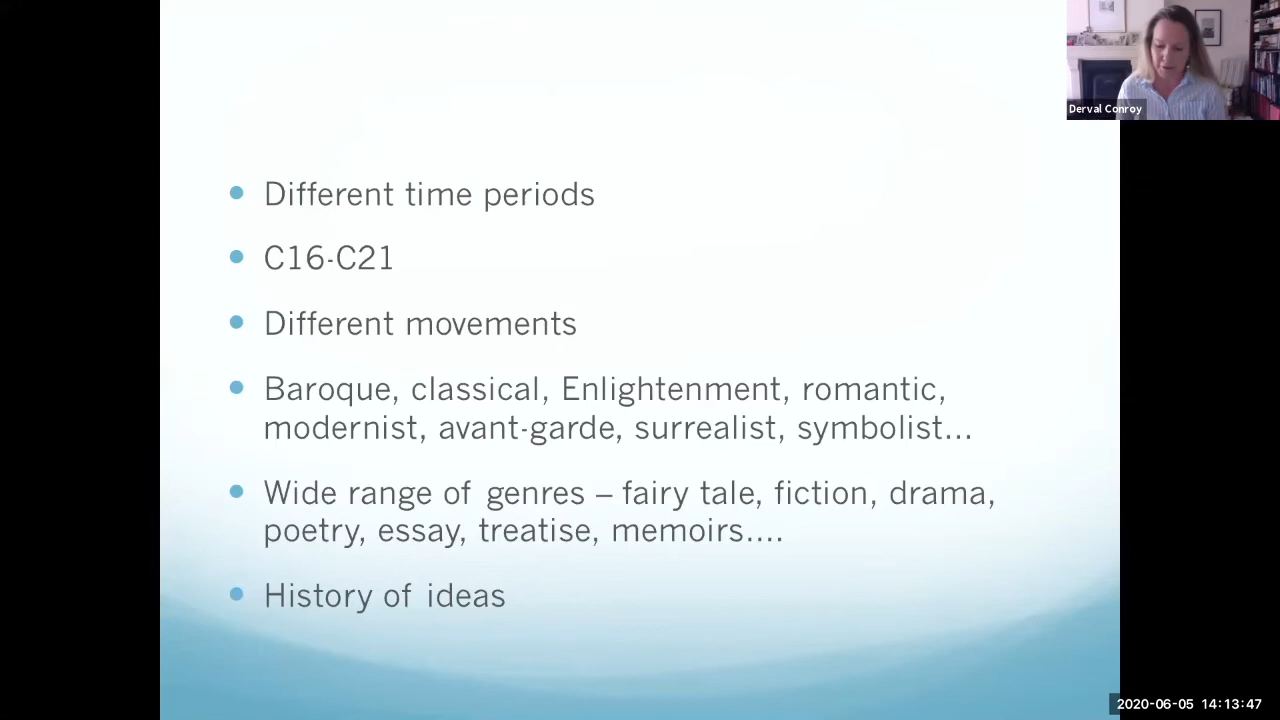 Derval Conroy
Different time periods
C16-C21
Different movements
Baroque, classical, Enlightenment, romantic,
modernist, avant-garde, surrealist, symbolist...
Wide range of genres – fairy tale, fiction, drama,
poetry, essay, treatise, memoirs....
History of ideas
2020-06-05 14:13:47